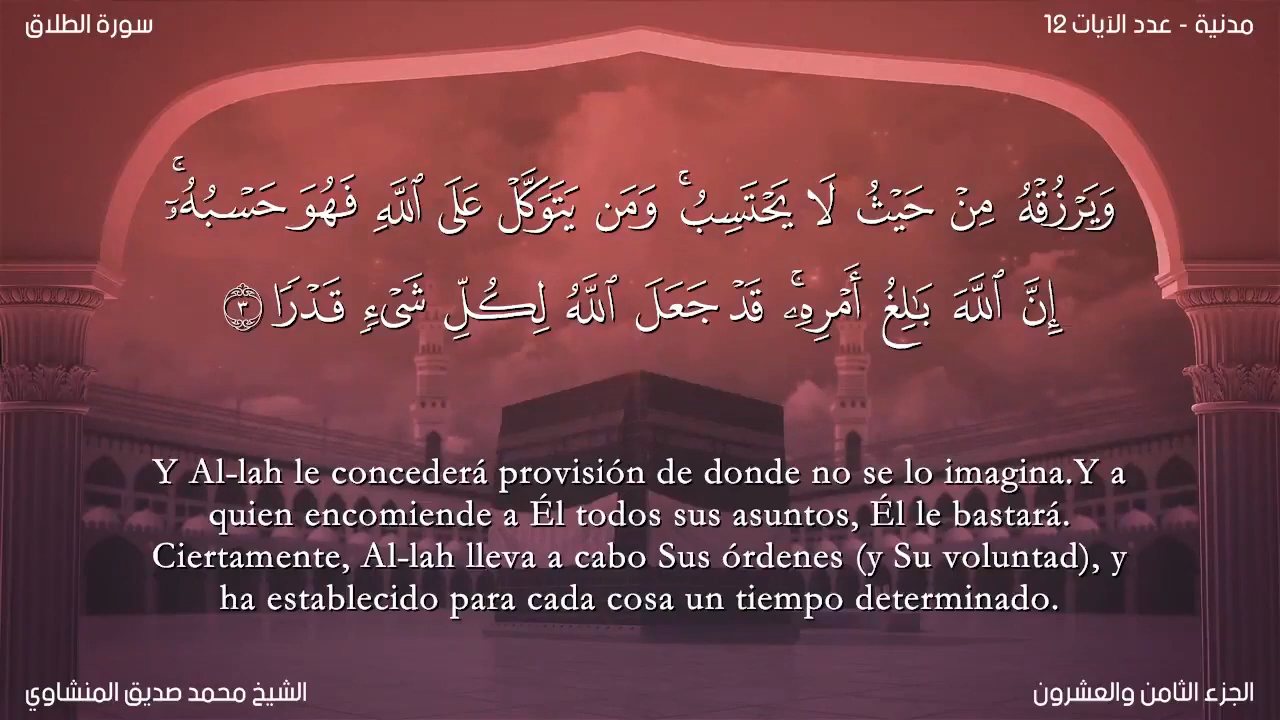 مدنية - عدد الآيات 12
سورة الطلاق
وَيَرْزُقْهُ مِنْ حَيْثُ لَا يَحْتَسِبُ ۚ وَمَن يَتَوَكَّلْ عَلَى ٱللَّهِ فَهُوَ حَسْبُهُۥٓ ۚ
إِنَّ ٱللَّهَ بَٰلِغُ أَمْرِهِۦ ۚ قَدْ جَعَلَ ٱللَّهُ لِكُلِّ شَىْءٍ قَدْرًا ٣
Y Al-lah le concederá provisión de donde no se lo imagina.Y a
quien encomiende a Él todos sus asuntos, Él le bastará.
Ciertamente, Al-lah lleva a cabo Sus órdenes (y Su voluntad), y
ha establecido para cada cosa un tiempo determinado.
الجزء الثامن والعشرون
الشيخ محمد صديق المنشاوي